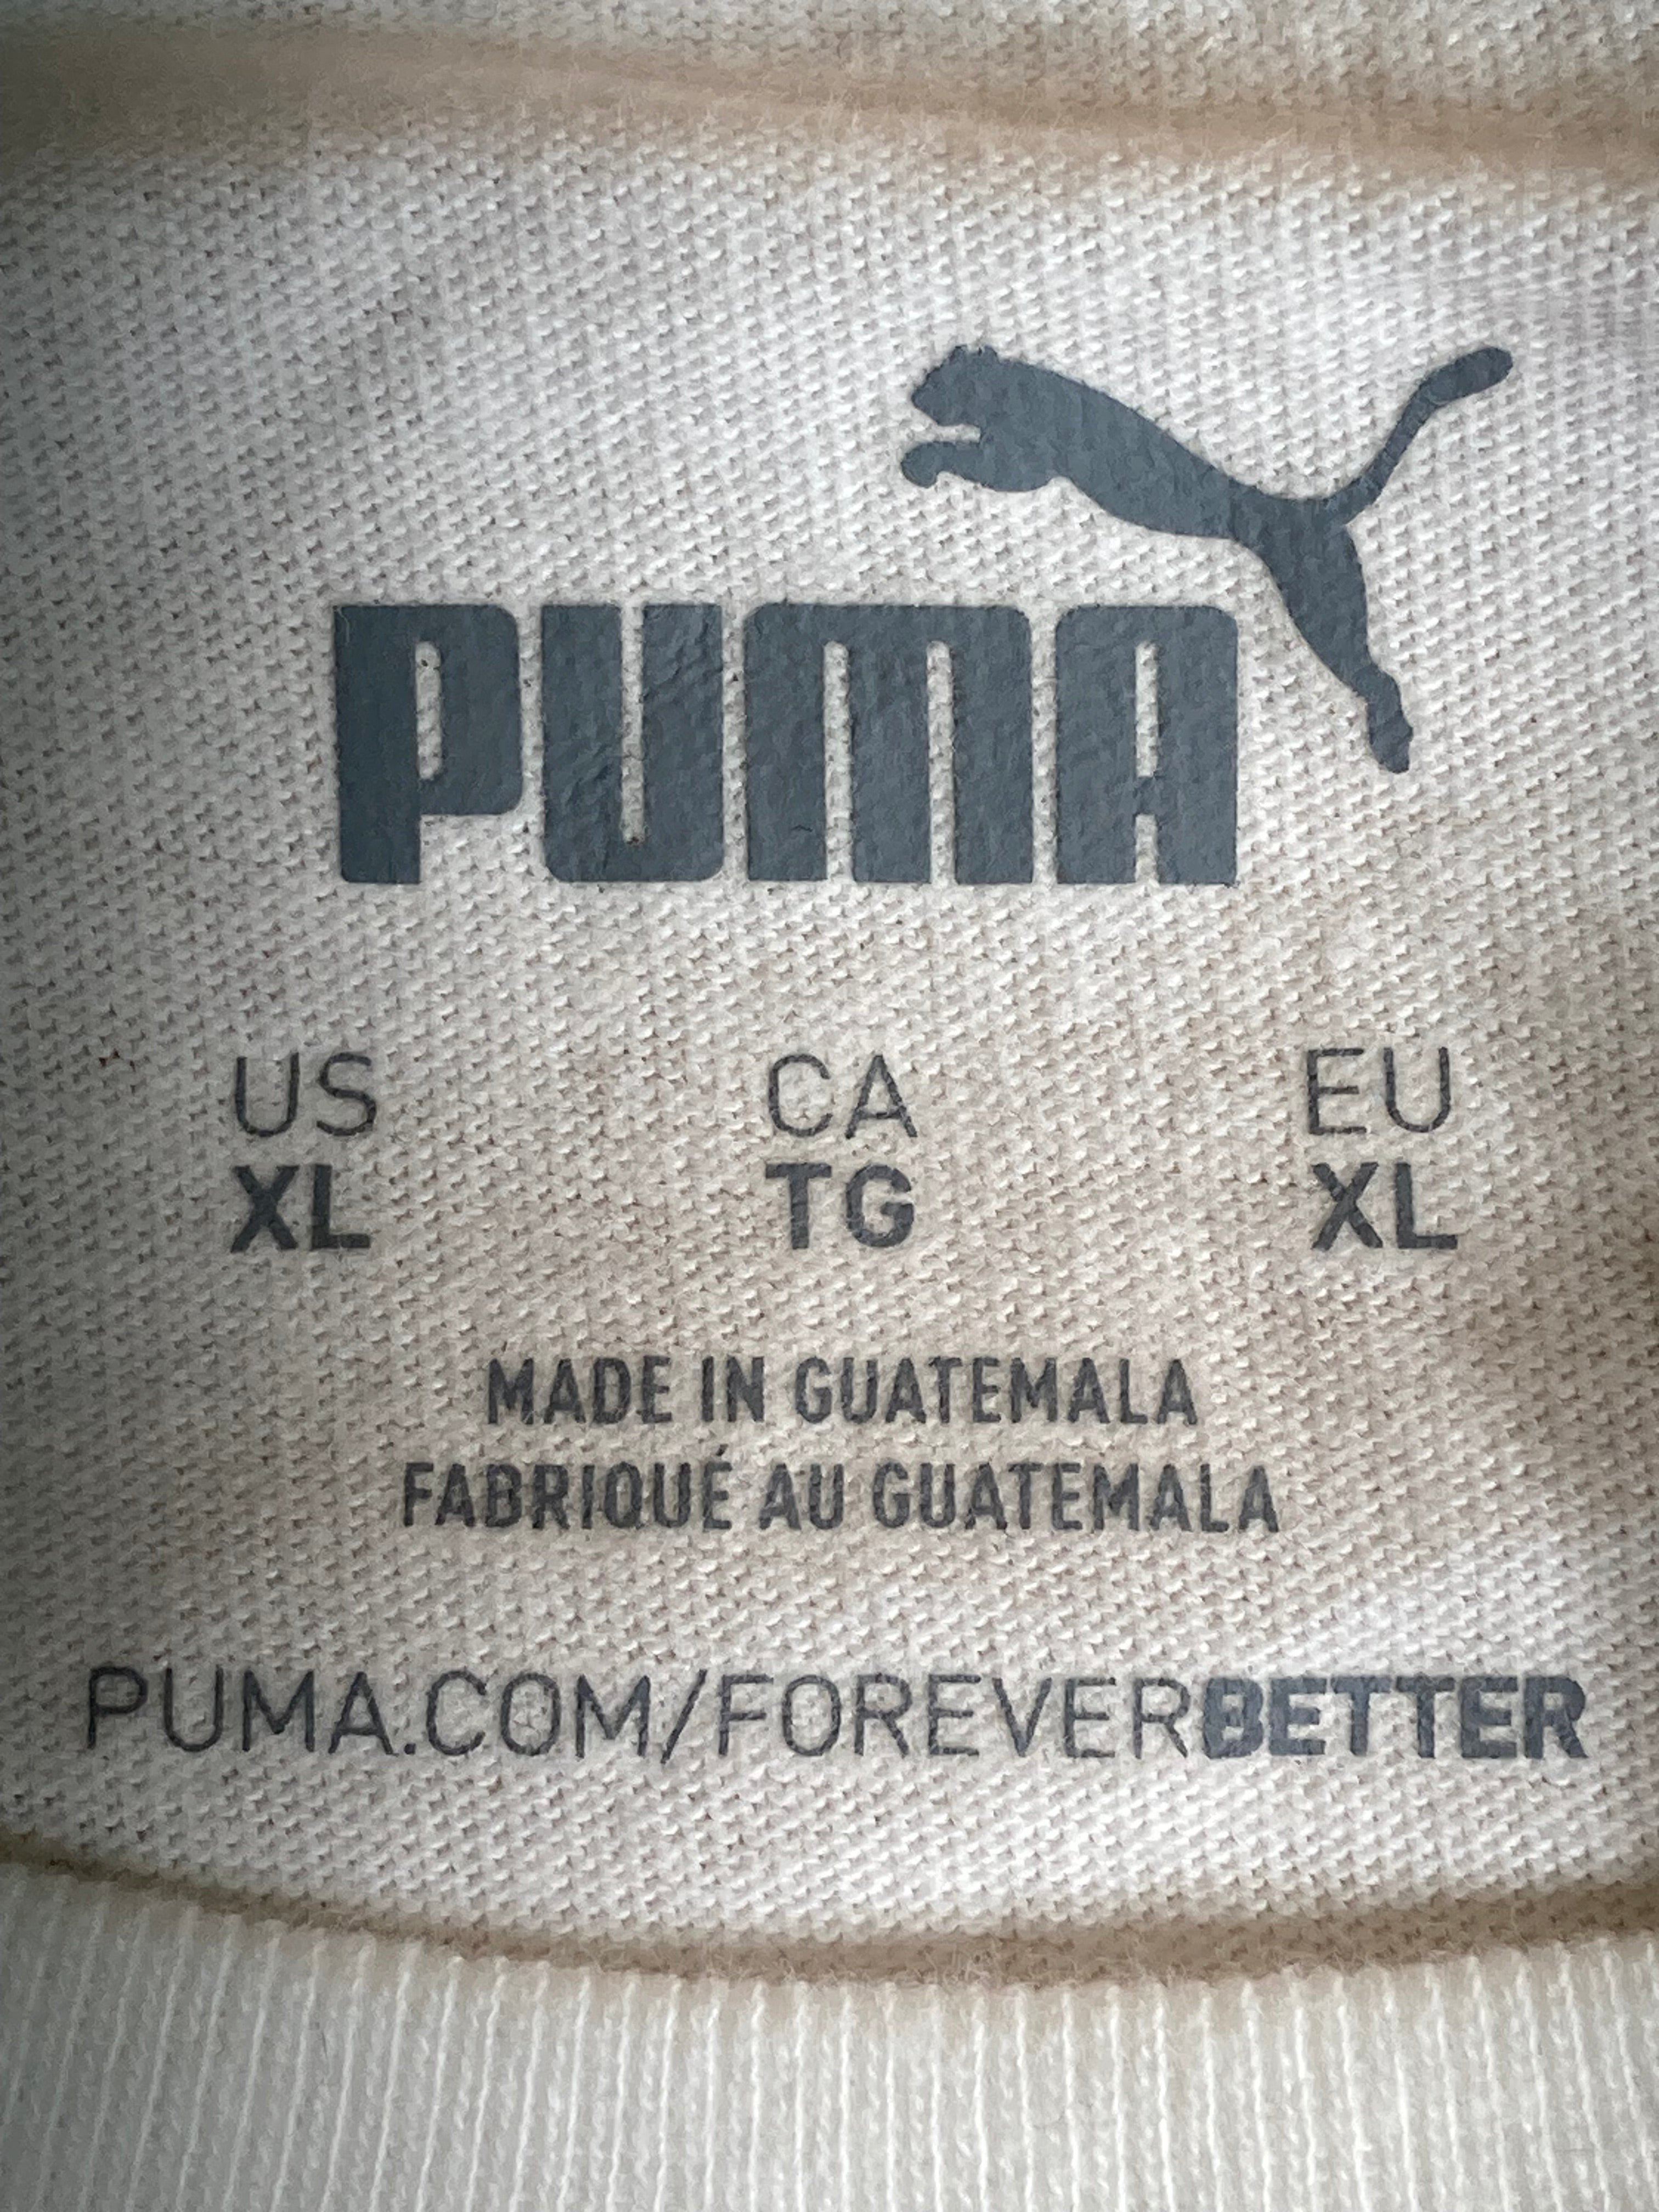 PUMA
US CA EU
XL TG XL
MADE IN GUATEMALA
FABRIQUÉ AU GUATEMALA
PUMA.COM/FOREVERBETTER